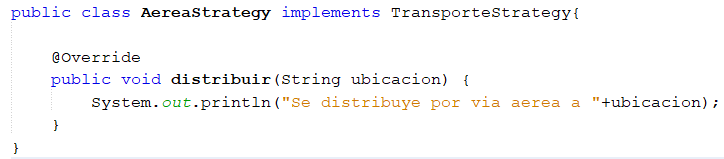 public class AereaStrategy implements TransporteStrategy{
@Override
public void distribuir(String ubicacion) {
System.out.println("Se distribuye por via aerea a "+ubicacion);
}
}